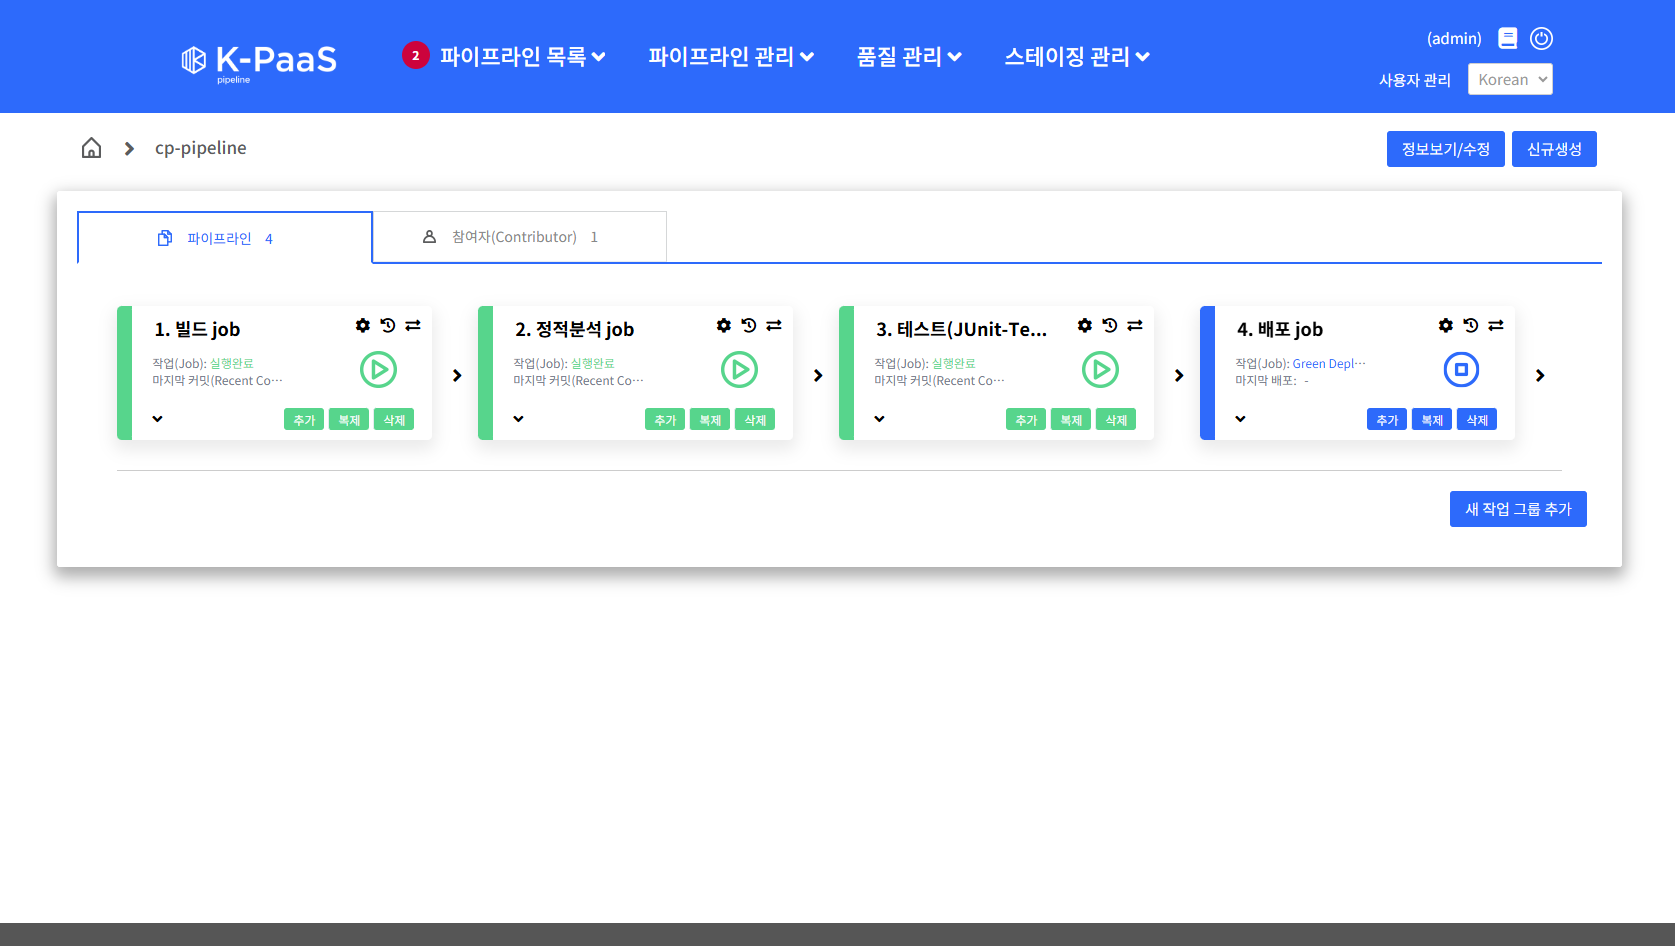 K-PaaS
pipeline
2 파이프라인 목록
파이프라인 관리
품질 관리
스테이징 관리
(admin)
사용자 관리
Korean
cp-pipeline
정보보기/수정
신규생성
파이프라인 4
참여자(Contributor) 1
1. 빌드 job
작업(Job): 실행완료
마지막 커밋(Recent Co…
추가 복제 삭제
2. 정적분석 job
작업(Job): 실행완료
마지막 커밋(Recent Co…
추가 복제 삭제
3. 테스트(JUnit-Te...
작업(Job): 실행완료
마지막 커밋(Recent Co…
추가 복제 삭제
4. 배포 job
작업(Job): Green Depl…
마지막 배포: -
추가 복제 삭제
새 작업 그룹 추가